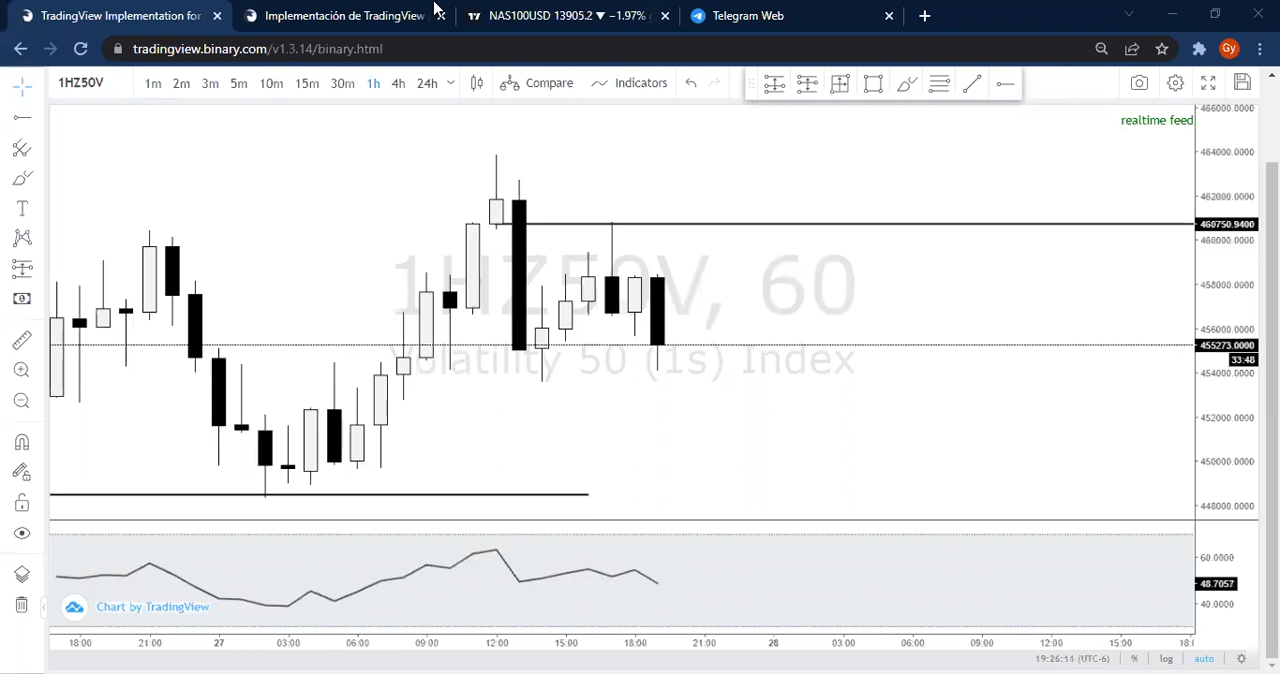 TradingView Implementation for
Implementación de TradingView
NAS100USD 13905.2 ▼ −1.97%
Telegram Web
tradingview.binary.com/v1.3.14/binary.html
Gy
1HZ50V
1m 2m 3m 5m 10m 15m 30m 1h 4h 24h
Compare
Indicators
realtime feed
1HZ50V, 60
Volatility 50 (1s) Index
466000.0000
464000.0000
462000.0000
460750.9400
460000.0000
458000.0000
456000.0000
455273.0000
33:48
454000.0000
452000.0000
450000.0000
448000.0000
60.0000
48.7057
40.0000
Chart by TradingView
18:00 21:00 27 03:00 06:00 09:00 12:00 15:00 18:00 21:00 28 03:00 06:00 09:00 12:00 15:00 18:
19:26:11 (UTC-6) % log auto